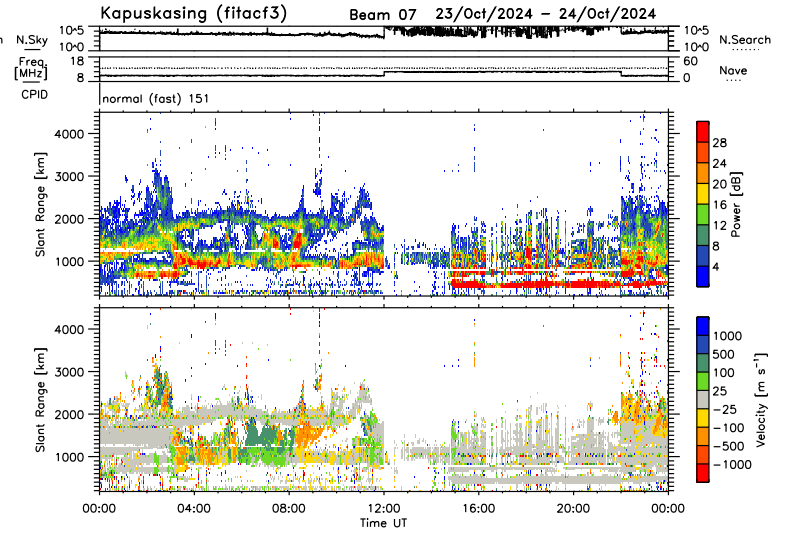 Kapuskasing (fitacf3) Beam 07 23/Oct/2024 − 24/Oct/2024
n N.Sky 10^5 10^5 N.Search
10^0 10^0
Freq. 18 60
[MHz] 8 0 Nave
CPID normal (fast) 151
4000
3000
2000
1000
Slant Range [km]
28
24
20
16
12
8
4
Power [dB]
4000
3000
2000
1000
Slant Range [km]
1000
500
100
25
−25
−100
−500
−1000
Velocity [m s⁻¹]
00:00 04:00 08:00 12:00 16:00 20:00 00:00
Time UT